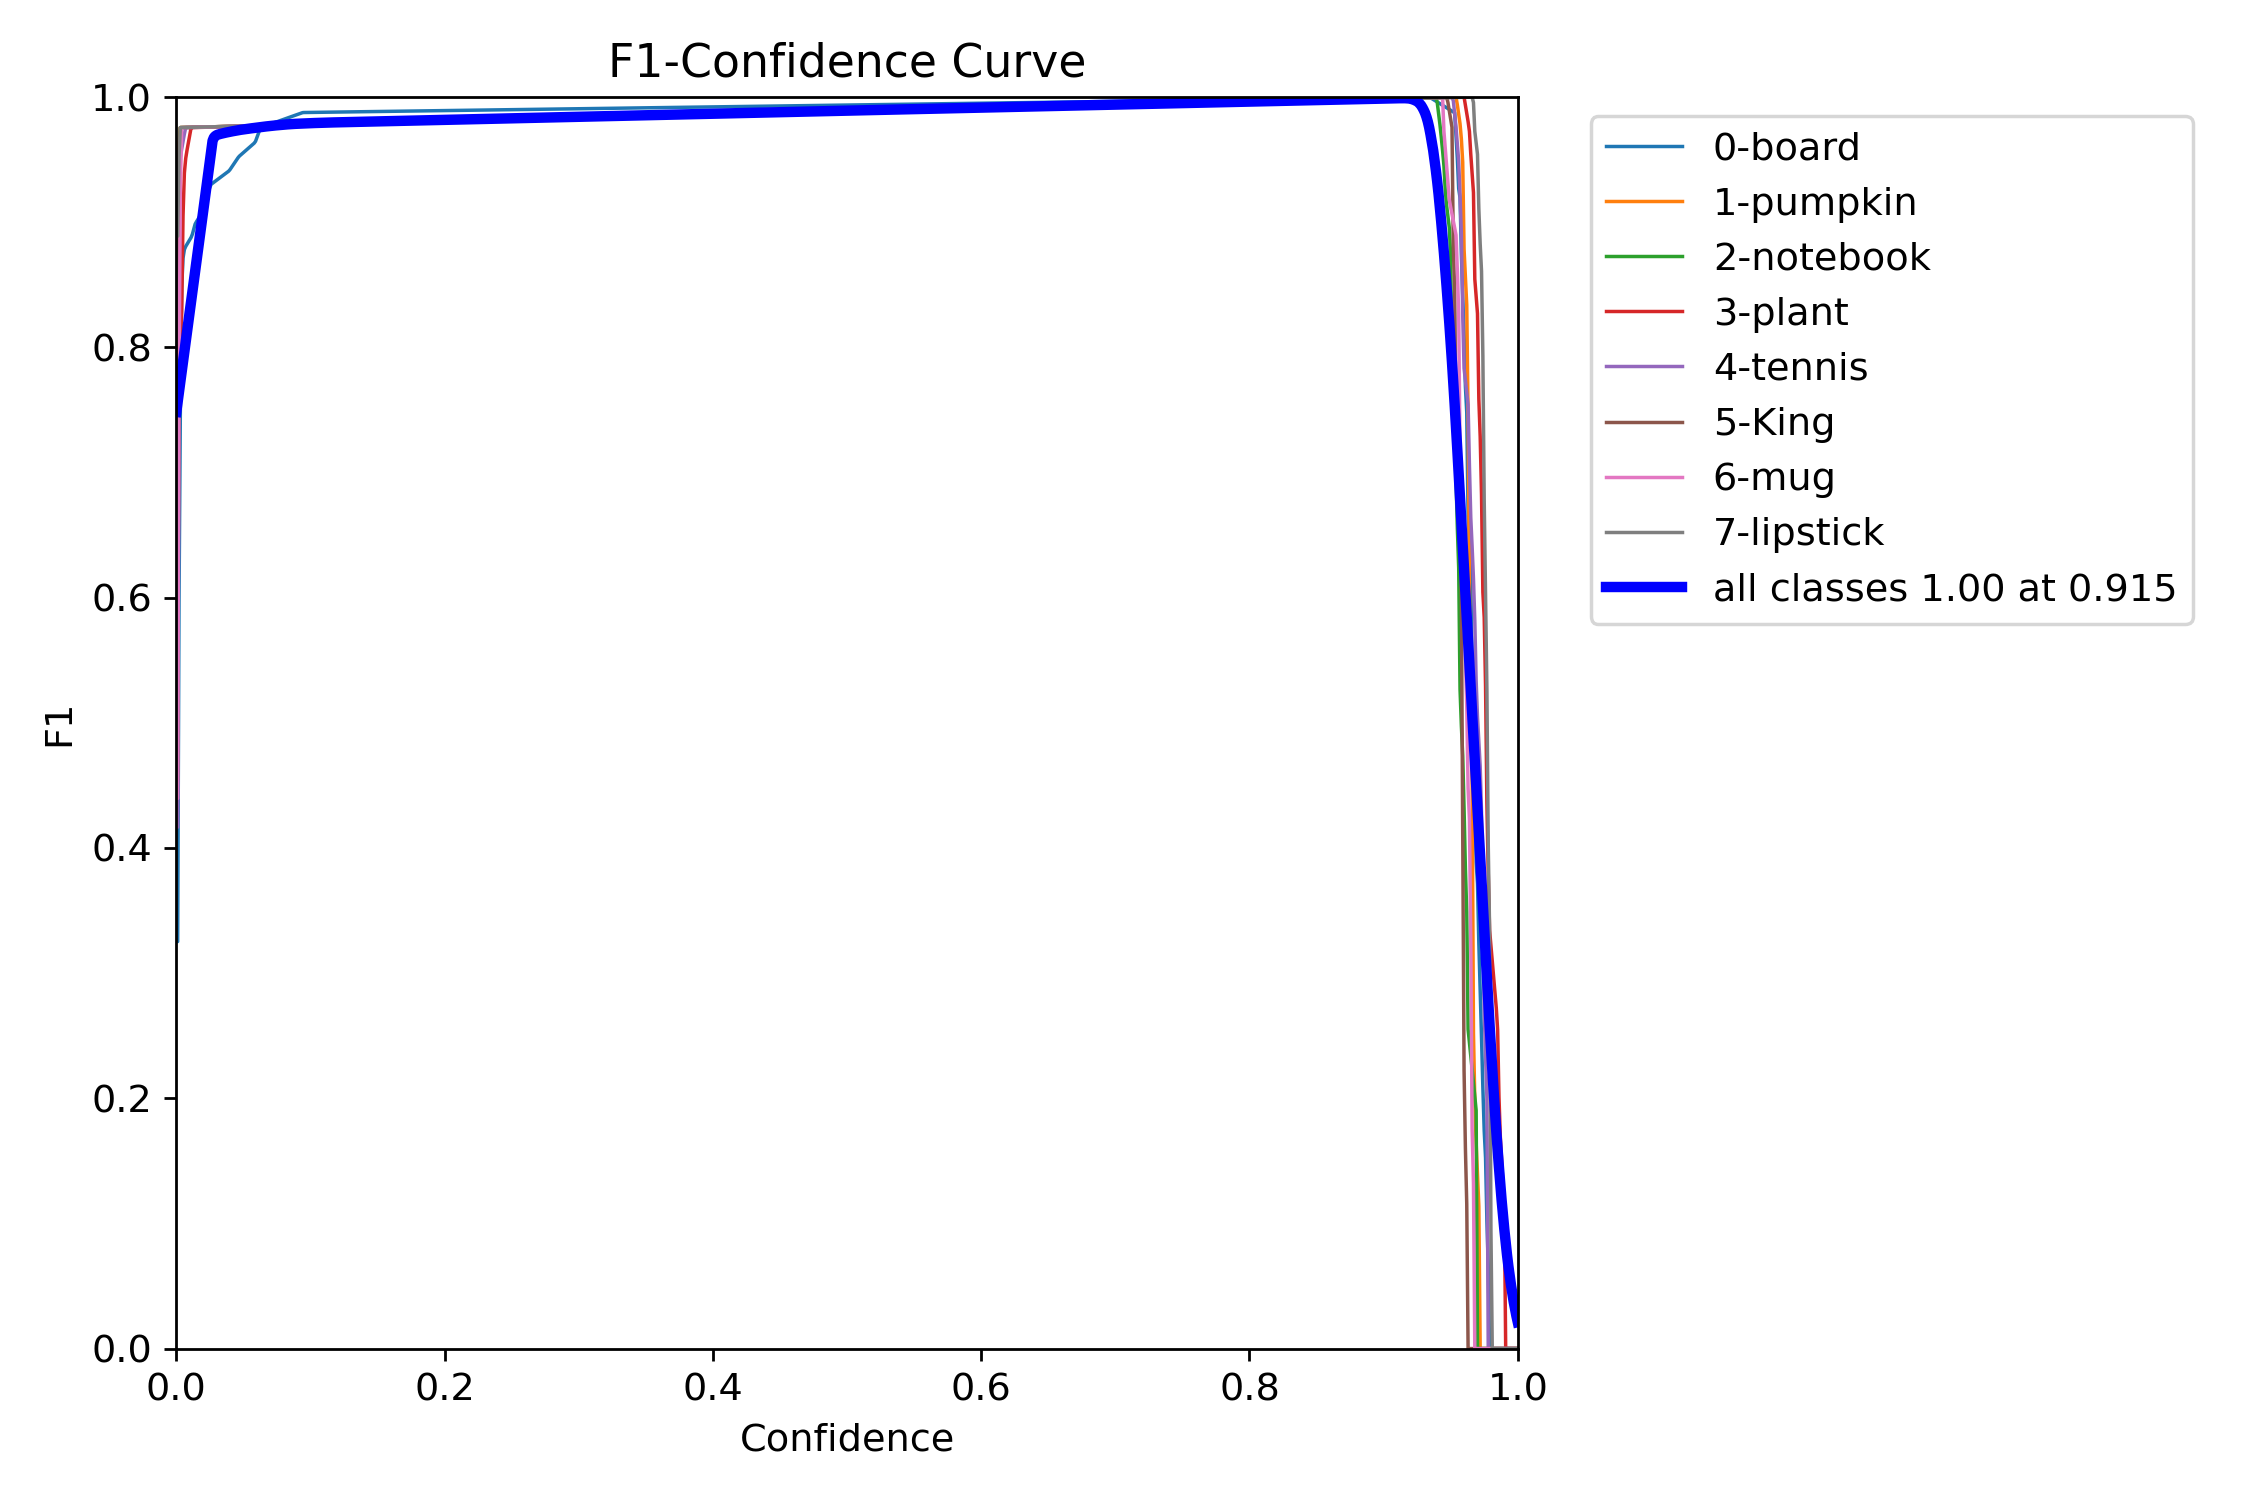 F1-Confidence Curve
1.0
0.8
0.6
0.4
0.2
0.0
F1
0.0 0.2 0.4 0.6 0.8 1.0
Confidence
0-board
1-pumpkin
2-notebook
3-plant
4-tennis
5-King
6-mug
7-lipstick
all classes 1.00 at 0.915